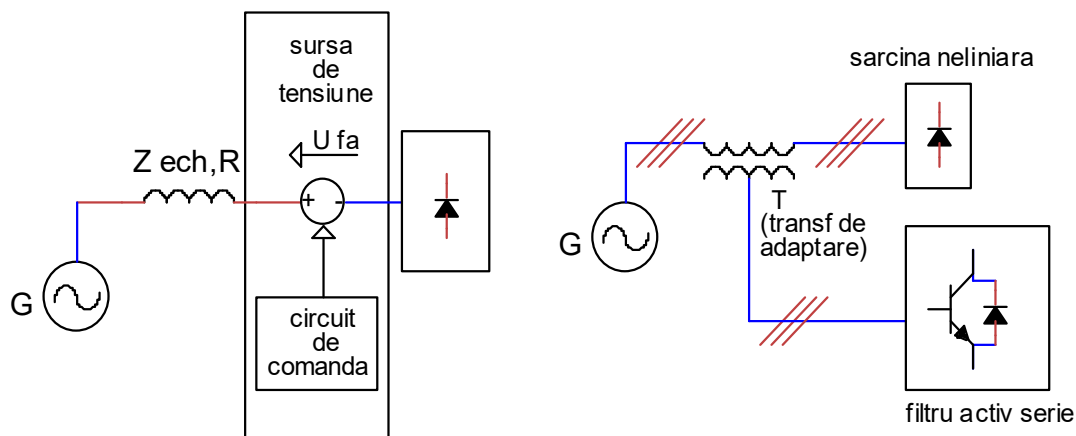 sursa
de
tensiune
U fa
Z ech,R
+ -
G
circuit
de
comanda
sarcina neliniara
T
(transf de
adaptare)
G
filtru activ serie